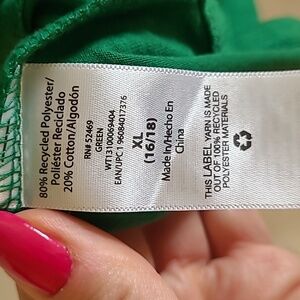 80% Recycled Polyester/
Poliéster Reciclado
20% Cotton/Algodón
RN# 52469
GREEN
WT13100069404
EAN/UPC 196084017376
XL
(16/18)
Made in/Hecho En
China
THIS LABEL YARN IS MADE
OUT OF 100% RECYCLED
POLYESTER MATERIALS